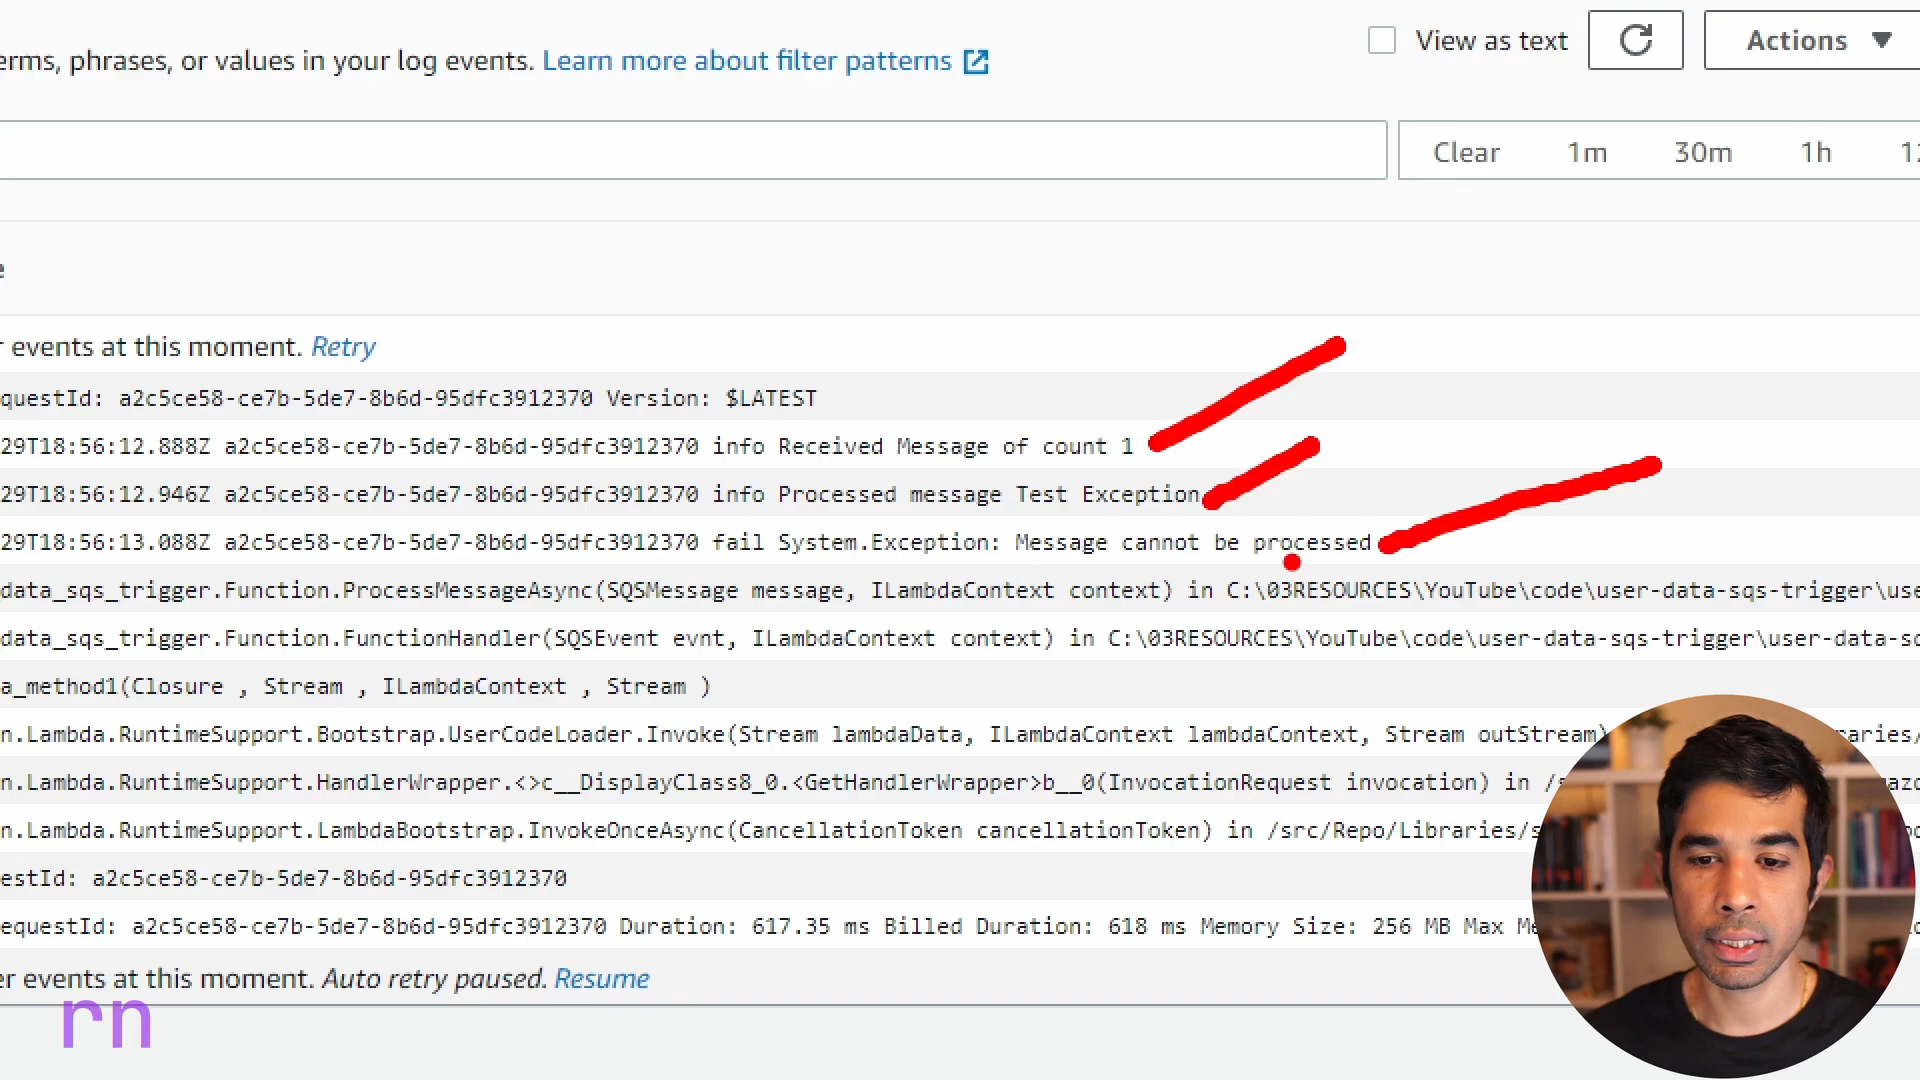 View as text
Actions
erms, phrases, or values in your log events. Learn more about filter patterns
Clear 1m 30m 1h
e
r events at this moment. Retry
questId: a2c5ce58-ce7b-5de7-8b6d-95dfc3912370 Version: $LATEST
29T18:56:12.888Z a2c5ce58-ce7b-5de7-8b6d-95dfc3912370 info Received Message of count 1
29T18:56:12.946Z a2c5ce58-ce7b-5de7-8b6d-95dfc3912370 info Processed message Test Exception
29T18:56:13.088Z a2c5ce58-ce7b-5de7-8b6d-95dfc3912370 fail System.Exception: Message cannot be processed
data_sqs_trigger.Function.ProcessMessageAsync(SQSMessage message, ILambdaContext context) in C:\03RESOURCES\YouTube\code\user-data-sqs-trigger\use
data_sqs_trigger.Function.FunctionHandler(SQSEvent evnt, ILambdaContext context) in C:\03RESOURCES\YouTube\code\user-data-sqs-trigger\user-data-s
a_method1(Closure , Stream , ILambdaContext , Stream )
n.Lambda.RuntimeSupport.Bootstrap.UserCodeLoader.Invoke(Stream lambdaData, ILambdaContext lambdaContext, Stream outStream) raries/
n.Lambda.RuntimeSupport.HandlerWrapper.<>c__DisplayClass8_0.<GetHandlerWrapper>b__0(InvocationRequest invocation) in /s azo
n.Lambda.RuntimeSupport.LambdaBootstrap.InvokeOnceAsync(CancellationToken cancellationToken) in /src/Repo/Libraries/s
estId: a2c5ce58-ce7b-5de7-8b6d-95dfc3912370
equestId: a2c5ce58-ce7b-5de7-8b6d-95dfc3912370 Duration: 617.35 ms Billed Duration: 618 ms Memory Size: 256 MB Max Me
er events at this moment. Auto retry paused. Resume
rn